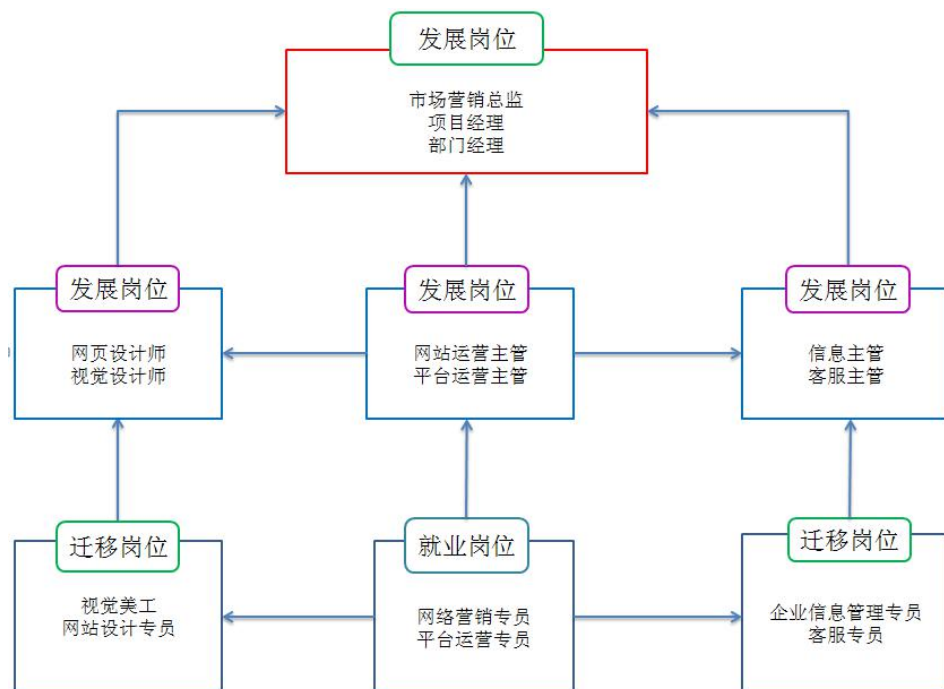 发展岗位
市场营销总监
项目经理
部门经理
发展岗位
网页设计师
视觉设计师
发展岗位
网站运营主管
平台运营主管
发展岗位
信息主管
客服主管
迁移岗位
视觉美工
网站设计专员
就业岗位
网络营销专员
平台运营专员
迁移岗位
企业信息管理专员
客服专员